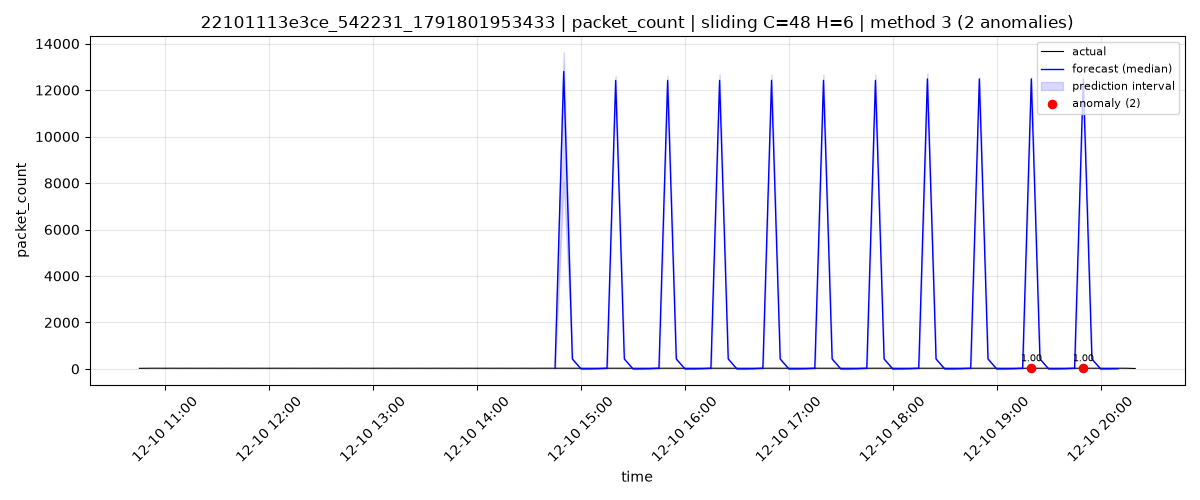 22101113e3ce_542231_1791801953433 | packet_count | sliding C=48 H=6 | method 3 (2 anomalies)
14000
12000
10000
8000
6000
4000
2000
0
packet_count
actual
forecast (median)
prediction interval
anomaly (2)
1.00
1.00
12-10 11:00
12-10 12:00
12-10 13:00
12-10 14:00
12-10 15:00
12-10 16:00
12-10 17:00
12-10 18:00
12-10 19:00
12-10 20:00
time